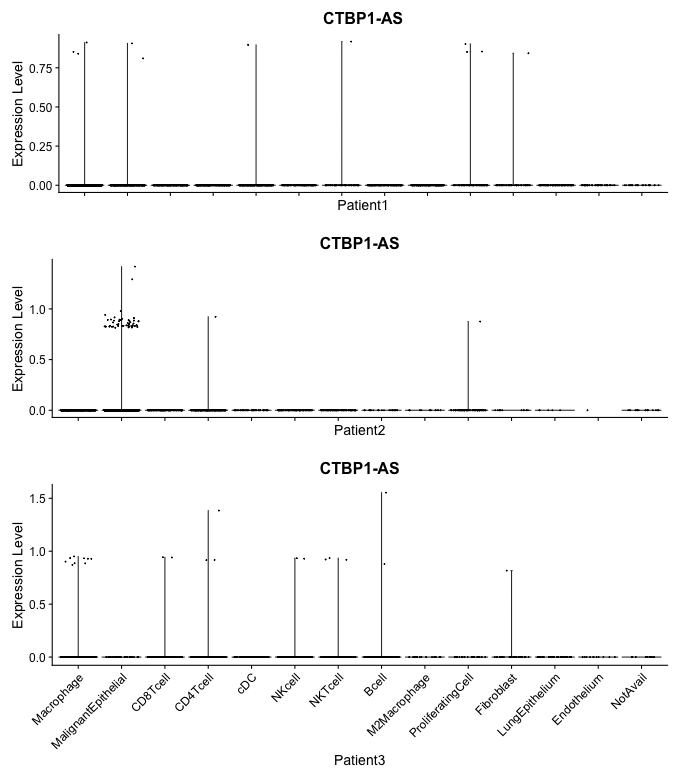 CTBP1-AS
Expression Level
0.75
0.50
0.25
0.00
Patient1
CTBP1-AS
Expression Level
1.0
0.5
0.0
Patient2
CTBP1-AS
Expression Level
1.5
1.0
0.5
0.0
Macrophage
MalignantEpithelial
CD8Tcell
CD4Tcell
cDC
NKcell
NKTcell
Bcell
M2Macrophage
ProliferatingCell
Fibroblast
LungEpithelium
Endothelium
NotAvail
Patient3